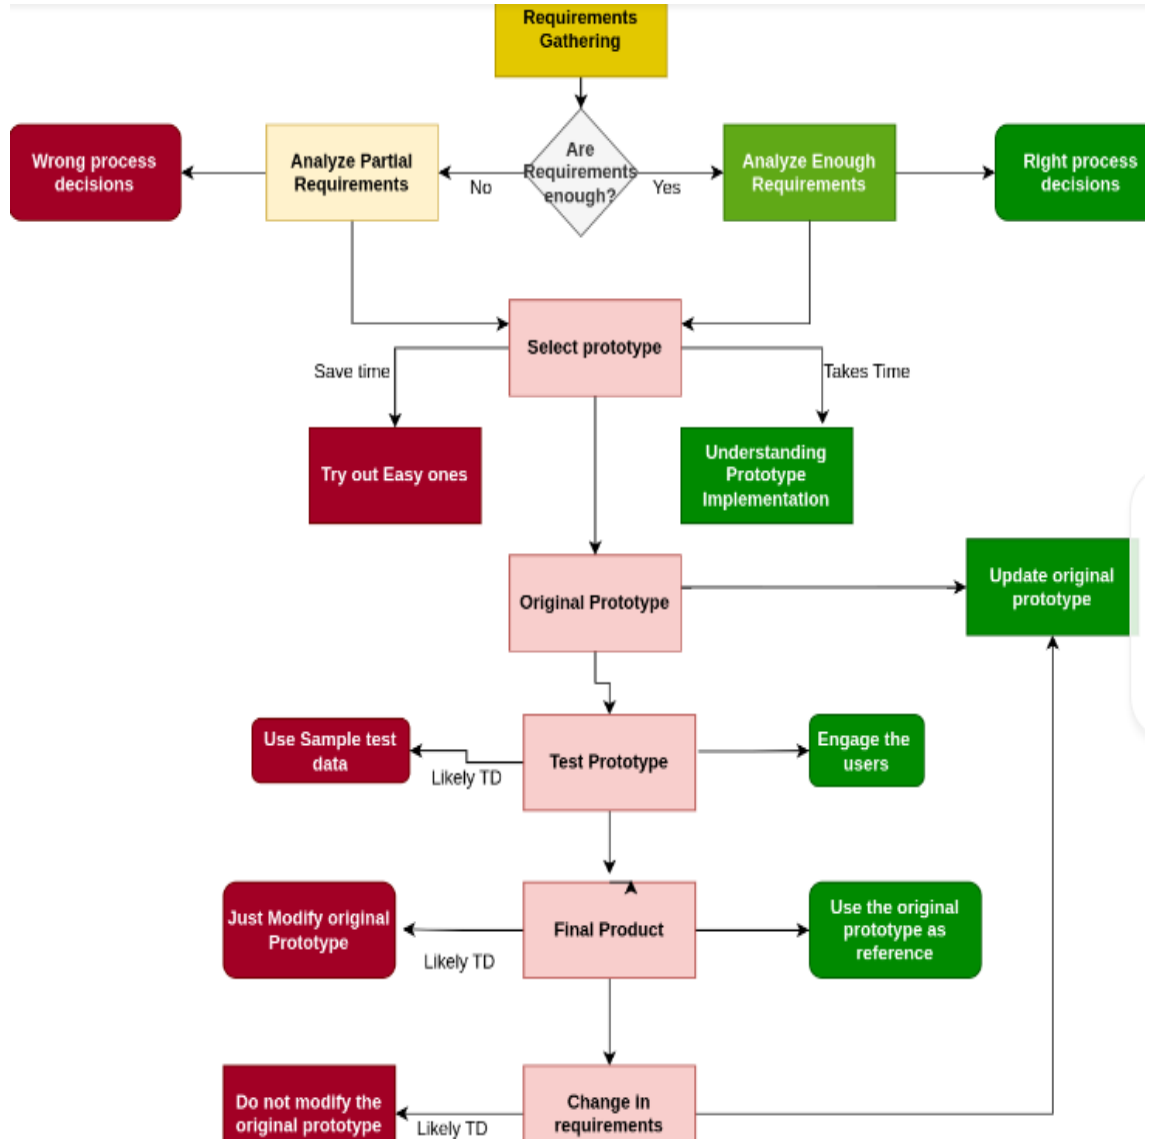 Requirements
Gathering
Wrong process
decisions
Analyze Partial
Requirements
No
Are
Requirements
enough?
Yes
Analyze Enough
Requirements
Right process
decisions
Select prototype
Save time
Takes Time
Try out Easy ones
Understanding
Prototype
Implementation
Original Prototype
Update original
prototype
Use Sample test
data
Likely TD
Test Prototype
Engage the
users
Just Modify original
Prototype
Likely TD
Final Product
Use the original
prototype as
reference
Do not modify the
original prototype
Likely TD
Change in
requirements